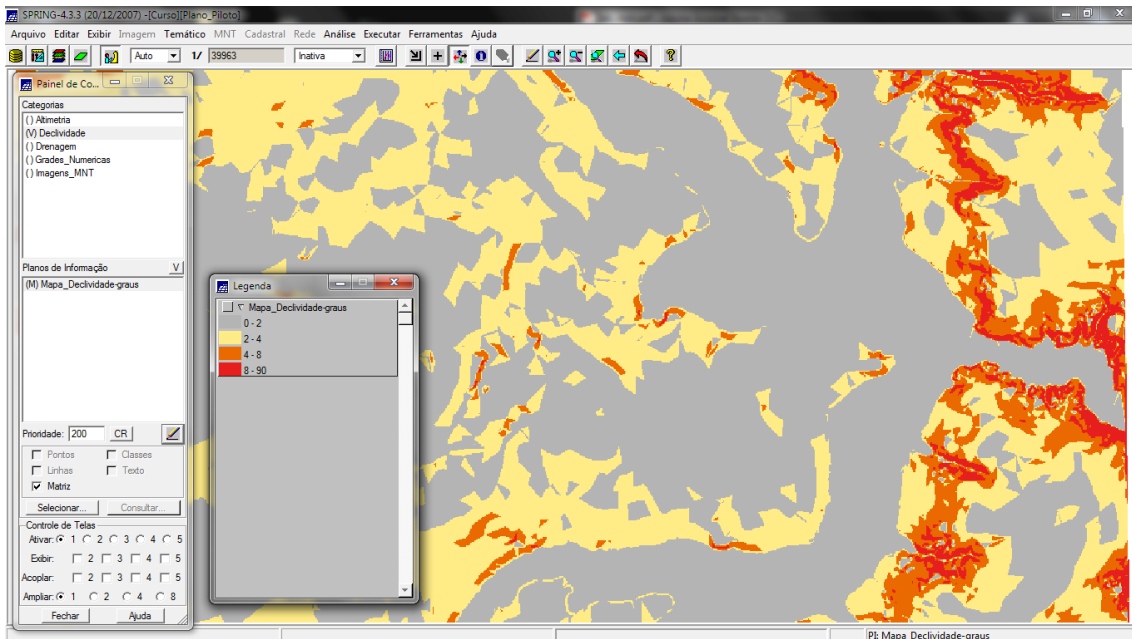 SPRING-4.3.3 (20/12/2007) -[Curso][Plano_Piloto]
Arquivo Editar Exibir Imagem Temático MNT Cadastral Rede Análise Executar Ferramentas Ajuda
Auto 1/ 39963 Inativa
Painel de Co...
Categorias
( ) Altimetria
(V) Declividade
( ) Drenagem
( ) Grades_Numericas
( ) Imagens_MNT
Planos de Informação V
(M) Mapa_Declividade-graus
Prioridade: 200 CR
Pontos Classes
Linhas Texto
Matriz
Selecionar... Consultar...
Controle de Telas
Ativar: 1 2 3 4 5
Exibir: 2 3 4 5
Acoplar: 2 3 4 5
Ampliar: 1 2 4 8
Fechar Ajuda
Legenda
Mapa_Declividade-graus
0 - 2
2 - 4
4 - 8
8 - 90
PI: Mapa_Declividade-graus